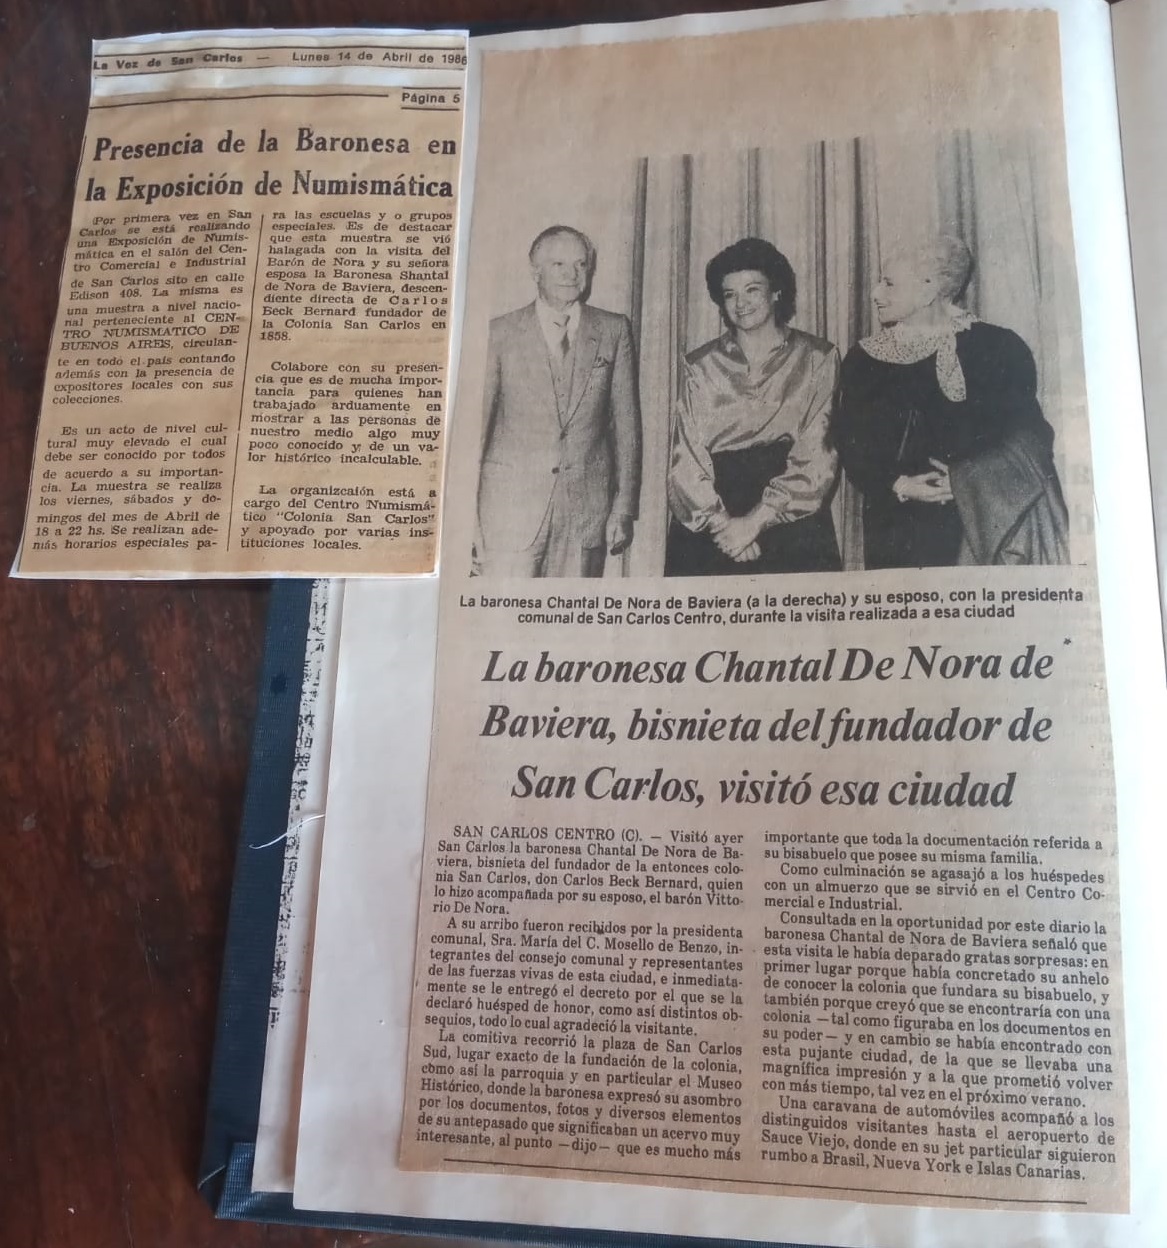 La Voz de San Carlos — Lunes 14 de Abril de 1986
Página 5
Presencia de la Baronesa en
la Exposición de Numismática
Por primera vez en San
Carlos se está realizando
una Exposición de Numis-
mática en el salón del Cen-
tro Comercial e Industrial
de San Carlos sito en calle
Edison 408. La misma es
una muestra a nivel nacio-
nal perteneciente al CEN-
TRO NUMISMATICO DE
BUENOS AIRES, circulan-
te en todo el país contando
además con la presencia de
expositores locales con sus
colecciones.
Es un acto de nivel cul-
tural muy elevado el cual
debe ser conocido por todos
de acuerdo a su importan-
cia. La muestra se realiza
los viernes, sábados y do-
mingos del mes de Abril de
18 a 22 hs. Se realizan ade-
más horarios especiales pa-
ra las escuelas y o grupos
especiales. Es de destacar
que esta muestra se vió
halagada con la visita del
Barón de Nora y su señora
esposa la Baronesa Shantal
de Nora de Baviera, descen-
diente directa de Carlos
Beck Bernard fundador de
la Colonia San Carlos en
1858.
Colabore con su presen-
cia que es de mucha impor-
tancia para quienes han
trabajado arduamente en
mostrar a las personas de
nuestro medio algo muy
poco conocido y de un va-
lor histórico incalculable.
La organizcaión está a
cargo del Centro Numismá-
tico "Colonia San Carlos"
y apoyado por varias ins-
tituciones locales.
La baronesa Chantal De Nora de Baviera (a la derecha) y su esposo, con la presidenta
comunal de San Carlos Centro, durante la visita realizada a esa ciudad
La baronesa Chantal De Nora de
Baviera, bisnieta del fundador de
San Carlos, visitó esa ciudad
SAN CARLOS CENTRO (C). — Visitó ayer
San Carlos la baronesa Chantal De Nora de Ba-
viera, bisnieta del fundador de la entonces colo-
nia San Carlos, don Carlos Beck Bernard, quien
lo hizo acompañada por su esposo, el barón Vitto-
rio De Nora.
A su arribo fueron recibidos por la presidenta
comunal, Sra. María del C. Mosello de Benzo, in-
tegrantes del consejo comunal y representantes
de las fuerzas vivas de esta ciudad, e inmediata-
mente se le entregó el decreto por el que se la
declaró huésped de honor, como así distintos ob-
sequios, todo lo cual agradeció la visitante.
La comitiva recorrió la plaza de San Carlos
Sud, lugar exacto de la fundación de la colonia,
como así la parroquia y en particular el Museo
Histórico, donde la baronesa expresó su asombro
por los documentos, fotos y diversos elementos
de su antepasado que significaban un acervo muy
interesante, al punto —dijo— que es mucho más
importante que toda la documentación referida a
su bisabuelo que posee su misma familia.
Como culminación se agasajó a los huéspedes
con un almuerzo que se sirvió en el Centro Co-
mercial e Industrial.
Consultada en la oportunidad por este diario la
baronesa Chantal de Nora de Baviera señaló que
esta visita le había deparado gratas sorpresas: en
primer lugar porque había concretado su anhelo
de conocer la colonia que fundara su bisabuelo, y
también porque creyó que se encontraría con una
colonia —tal como figuraba en los documentos en
su poder— y en cambio se había encontrado con
esta pujante ciudad, de la que se llevaba una
magnífica impresión y a la que prometió volver
con más tiempo, tal vez en el próximo verano.
Una caravana de automóviles acompañó a los
distinguidos visitantes hasta el aeropuerto de
Sauce Viejo, donde en su jet particular siguieron
rumbo a Brasil, Nueva York e Islas Canarias.